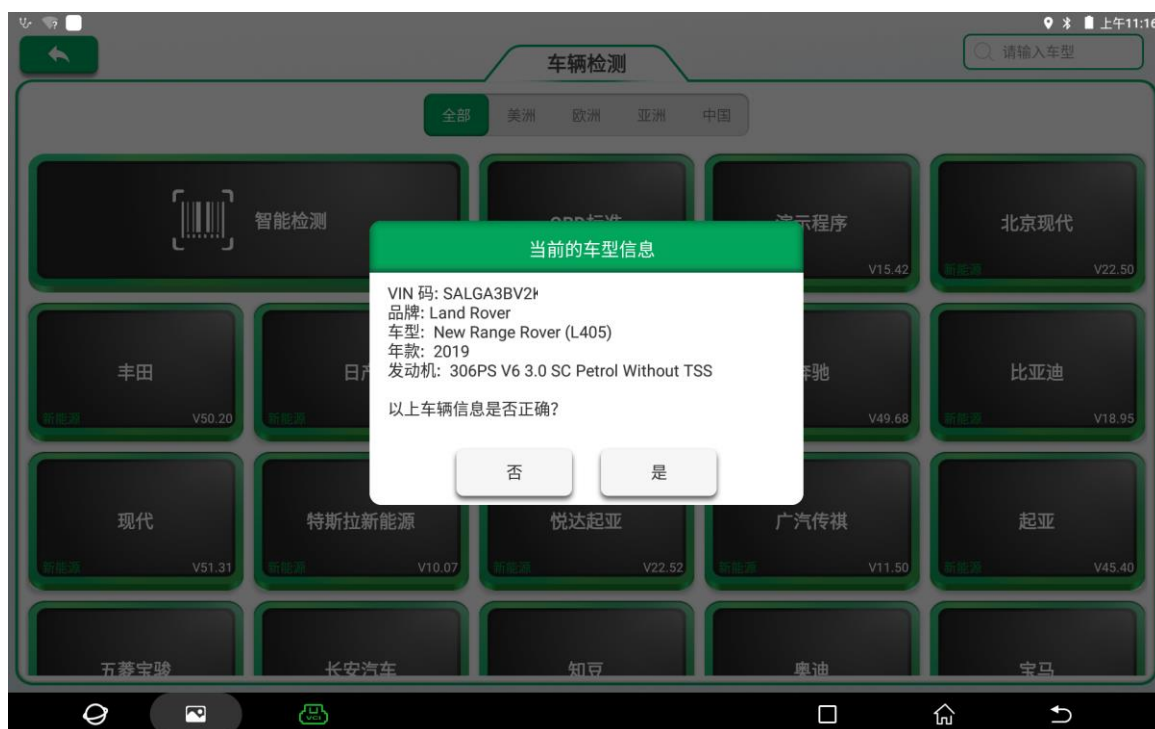 上午11:16
车辆检测
请输入车型
全部 美洲 欧洲 亚洲 中国
智能检测
演示程序
V15.42
北京现代
新能源 V22.50
当前的车型信息
VIN 码: SALGA3BV2K
品牌: Land Rover
车型: New Range Rover (L405)
年款: 2019
发动机: 306PS V6 3.0 SC Petrol Without TSS
以上车辆信息是否正确?
否 是
丰田
新能源 V50.20
新能源
V49.68
比亚迪
新能源 V18.95
现代
新能源 V51.31
特斯拉新能源
新能源 V10.07
悦达起亚
新能源 V22.52
广汽传祺
新能源 V11.50
起亚
新能源 V45.40
五菱宝骏
长安汽车
知豆
奥迪
宝马
VCI